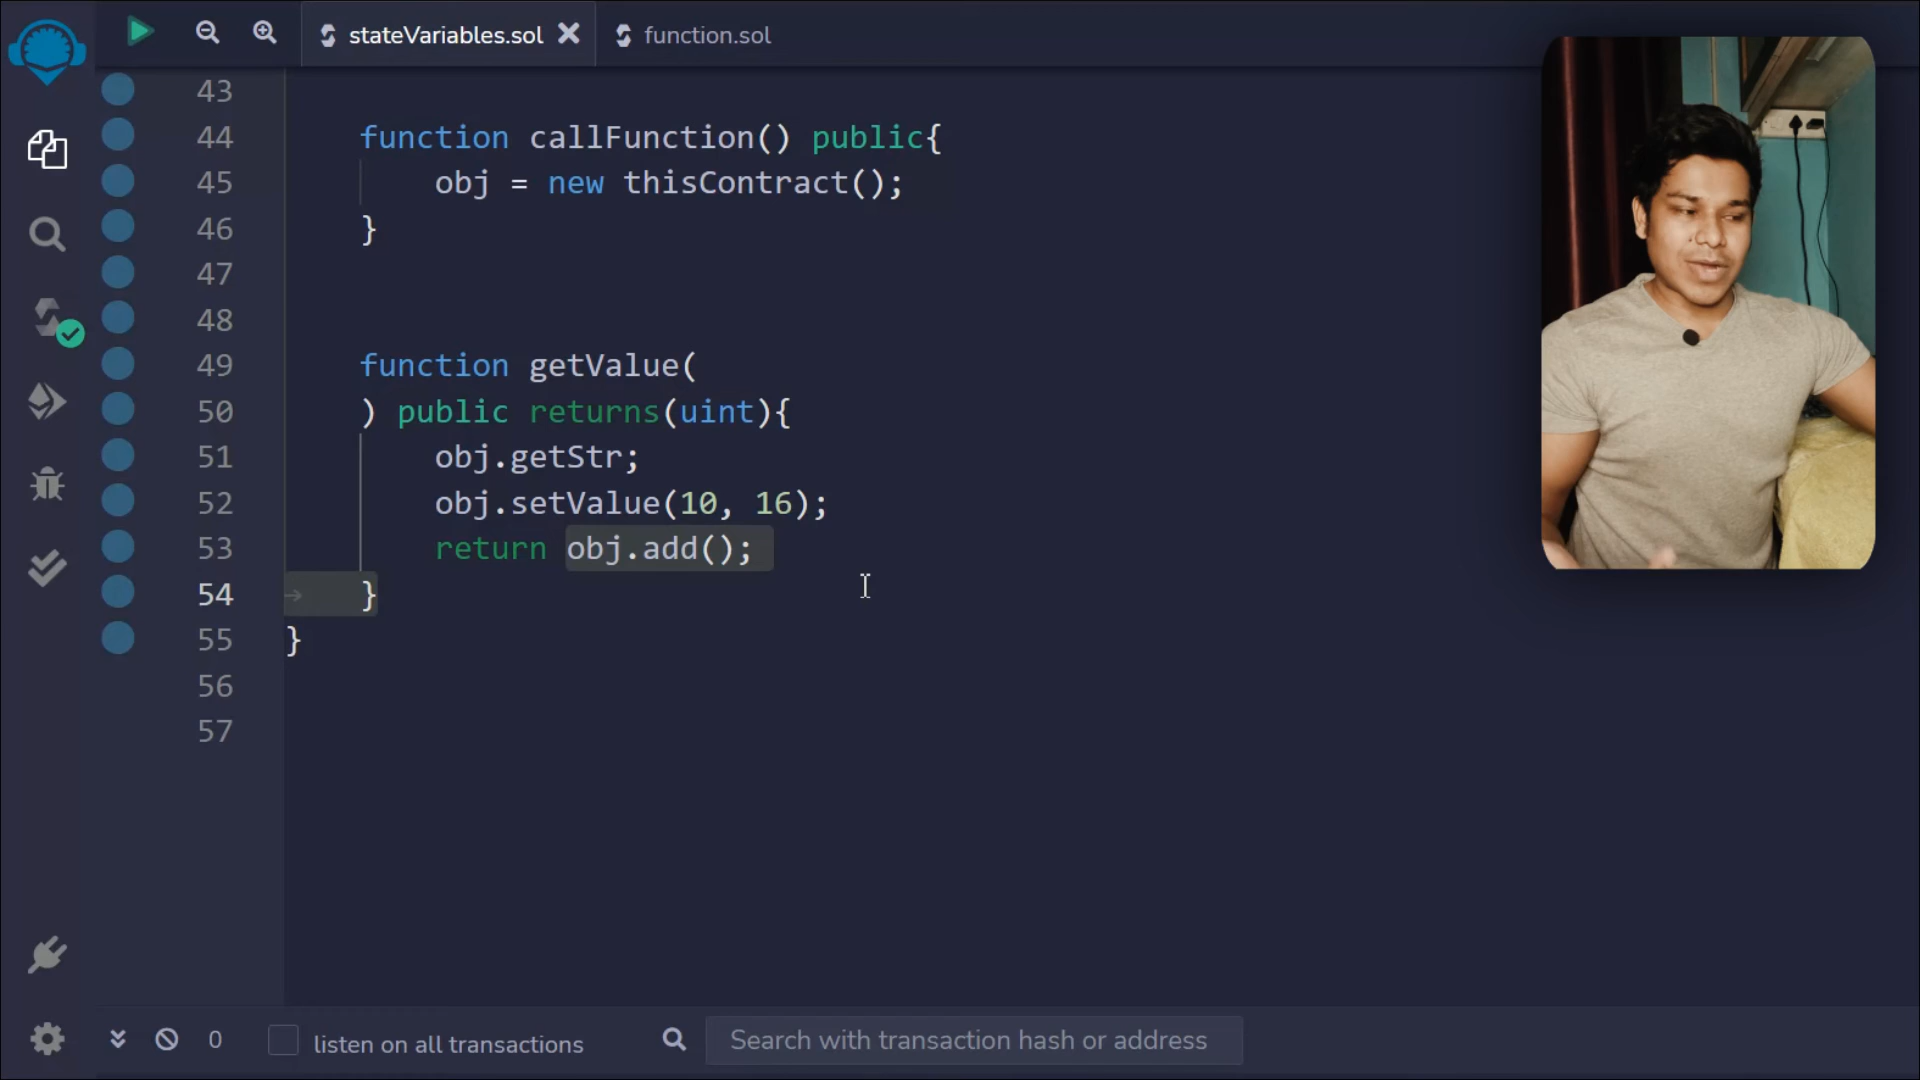 stateVariables.sol
function.sol
43
44 function callFunction() public{
45 obj = new thisContract();
46 }
47
48
49 function getValue(
50 ) public returns(uint){
51 obj.getStr;
52 obj.setValue(10, 16);
53 return obj.add();
54 }
55 }
56
57
0 listen on all transactions Search with transaction hash or address